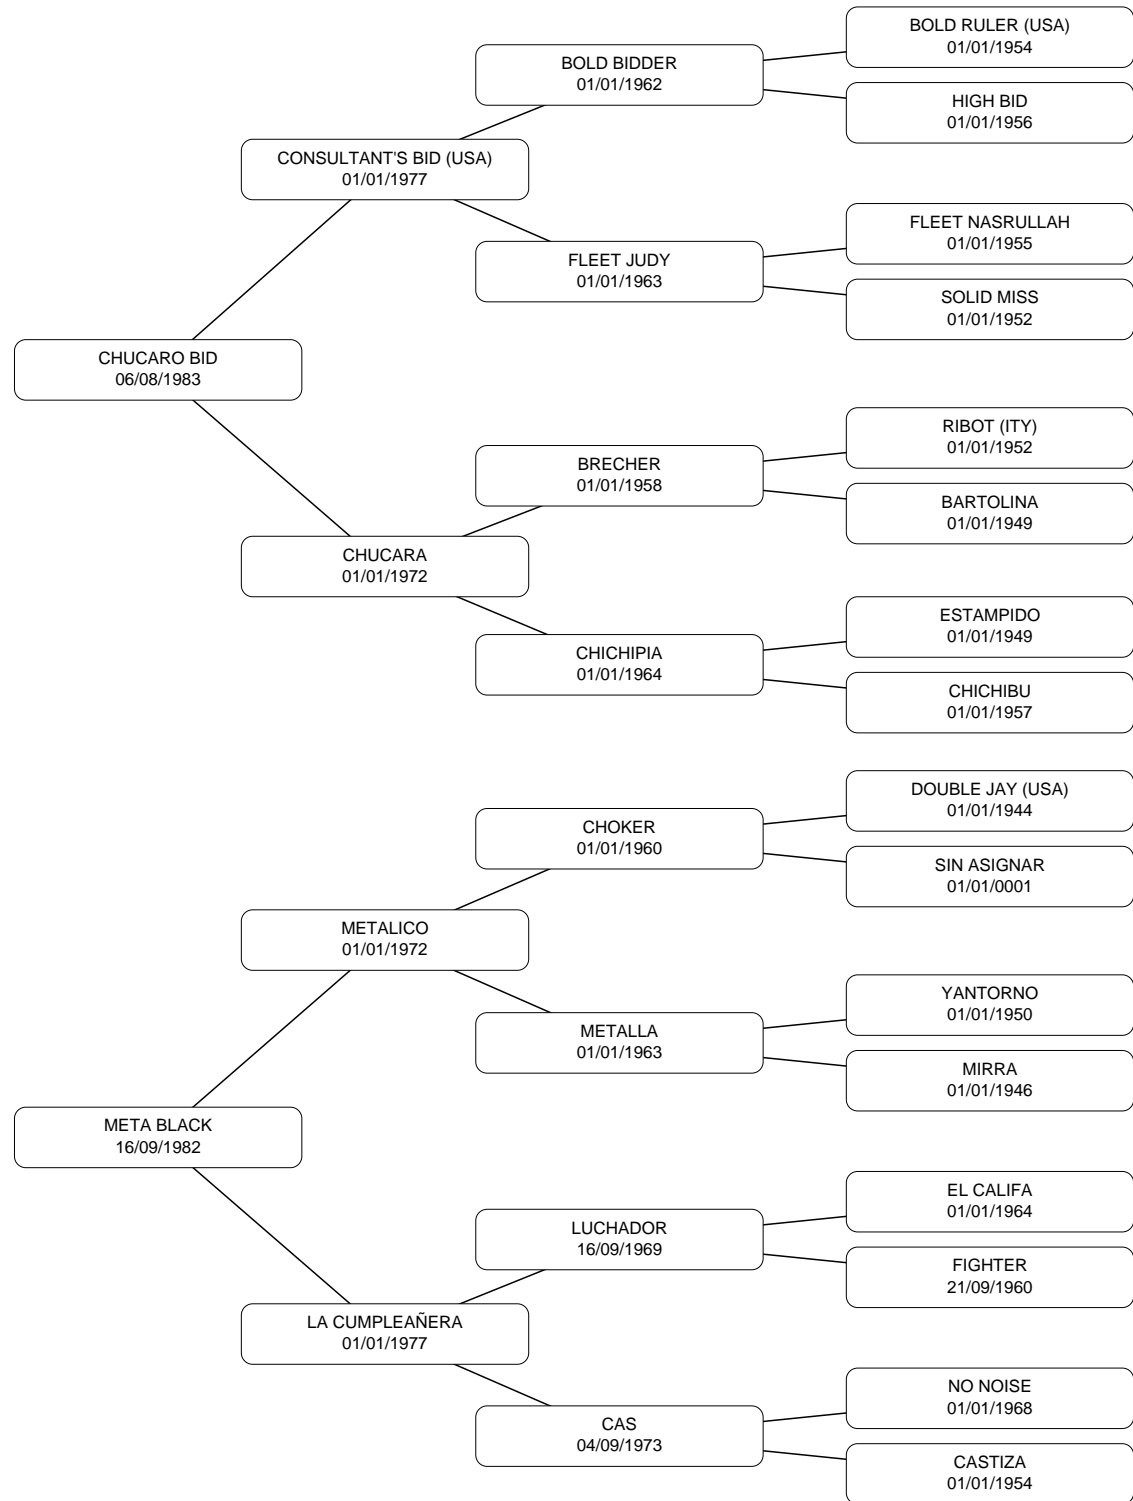 BOLD RULER (USA)
01/01/1954
BOLD BIDDER
01/01/1962
HIGH BID
01/01/1956
CONSULTANT'S BID (USA)
01/01/1977
FLEET NASRULLAH
01/01/1955
FLEET JUDY
01/01/1963
SOLID MISS
01/01/1952
CHUCARO BID
06/08/1983
RIBOT (ITY)
01/01/1952
BRECHER
01/01/1958
BARTOLINA
01/01/1949
CHUCARA
01/01/1972
ESTAMPIDO
01/01/1949
CHICHIPIA
01/01/1964
CHICHIBU
01/01/1957
DOUBLE JAY (USA)
01/01/1944
CHOKER
01/01/1960
SIN ASIGNAR
01/01/0001
METALICO
01/01/1972
YANTORNO
01/01/1950
METALLA
01/01/1963
MIRRA
01/01/1946
META BLACK
16/09/1982
EL CALIFA
01/01/1964
LUCHADOR
16/09/1969
FIGHTER
21/09/1960
LA CUMPLEAÑERA
01/01/1977
NO NOISE
01/01/1968
CAS
04/09/1973
CASTIZA
01/01/1954